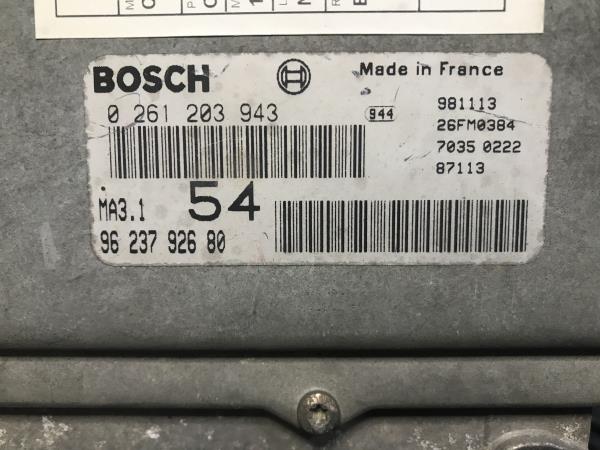 BOSCH
Made in France
0 261 203 943
944
981113
26FM0384
7035 0222
87113
MA3.1
54
96 237 926 80